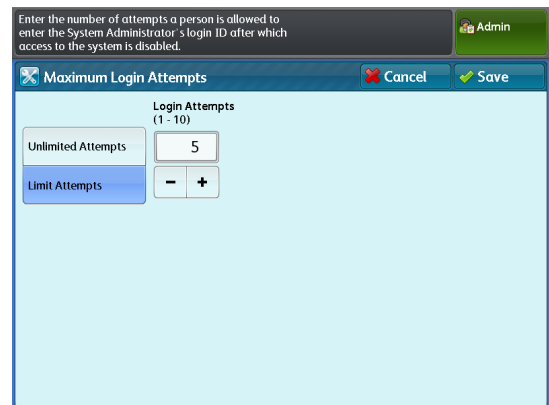 Enter the number of attempts a person is allowed to
enter the System Administrator`s login ID after which
access to the system is disabled.
Admin
Maximum Login Attempts
Cancel
Save
Login Attempts
(1 - 10)
Unlimited Attempts
5
Limit Attempts
- +